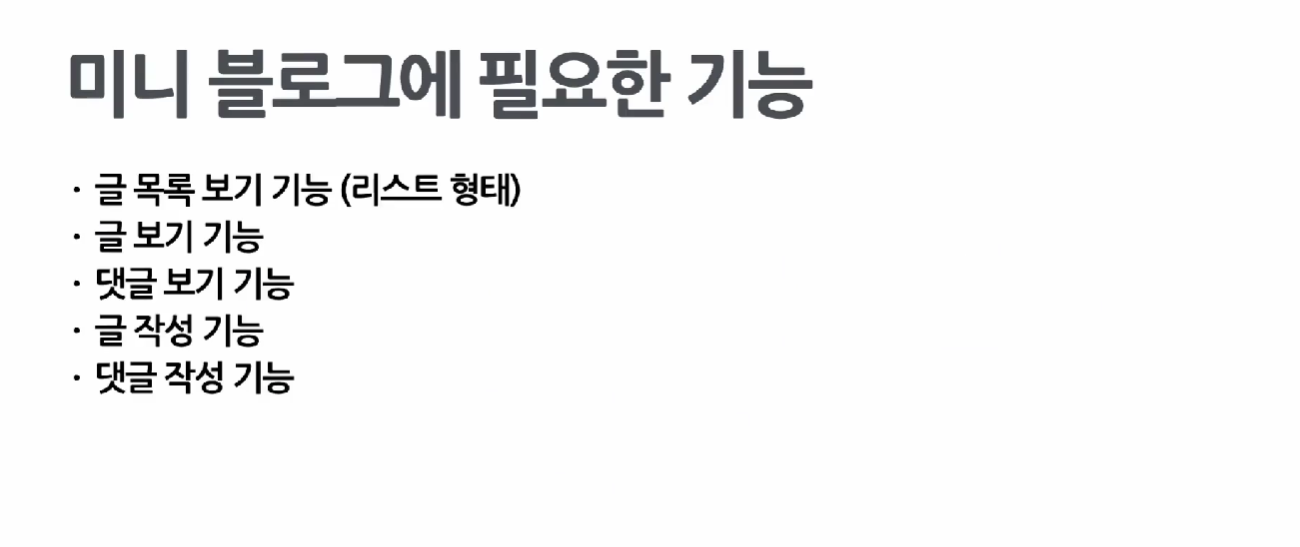 미니 블로그에 필요한 기능
· 글 목록 보기 기능 (리스트 형태)
· 글 보기 기능
· 댓글 보기 기능
· 글 작성 기능
· 댓글 작성 기능